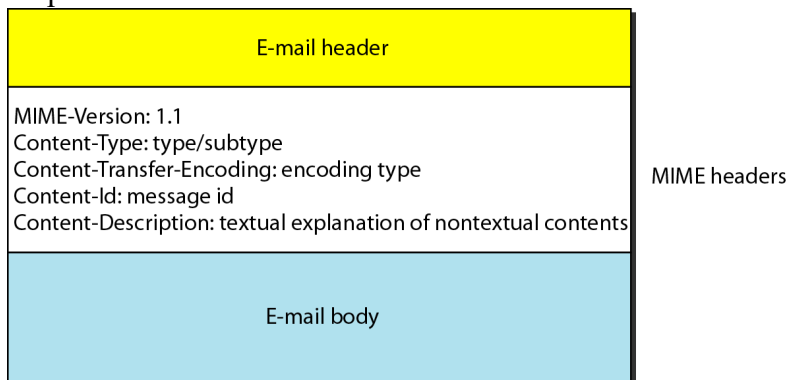 E-mail header
MIME-Version: 1.1
Content-Type: type/subtype
Content-Transfer-Encoding: encoding type
Content-Id: message id
Content-Description: textual explanation of nontextual contents
MIME headers
E-mail body